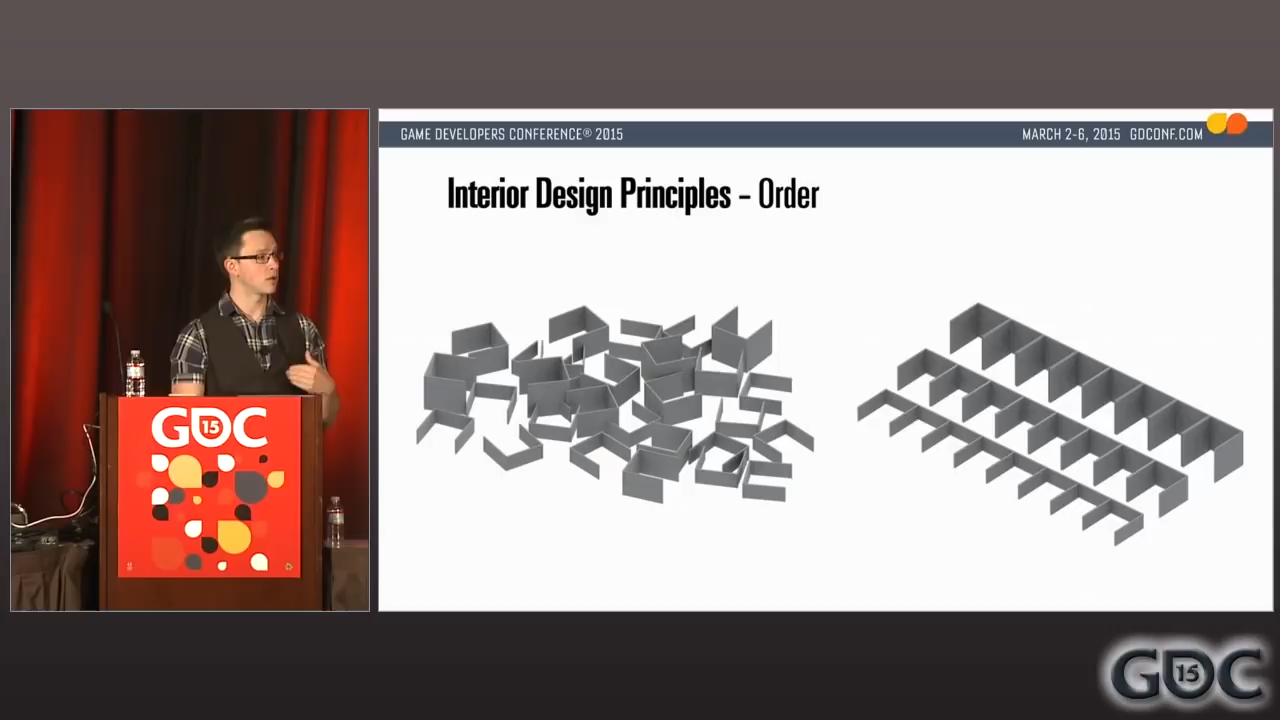 GAME DEVELOPERS CONFERENCE® 2015
MARCH 2-6, 2015 GDCONF.COM
Interior Design Principles – Order
GDC
15
GDC
15